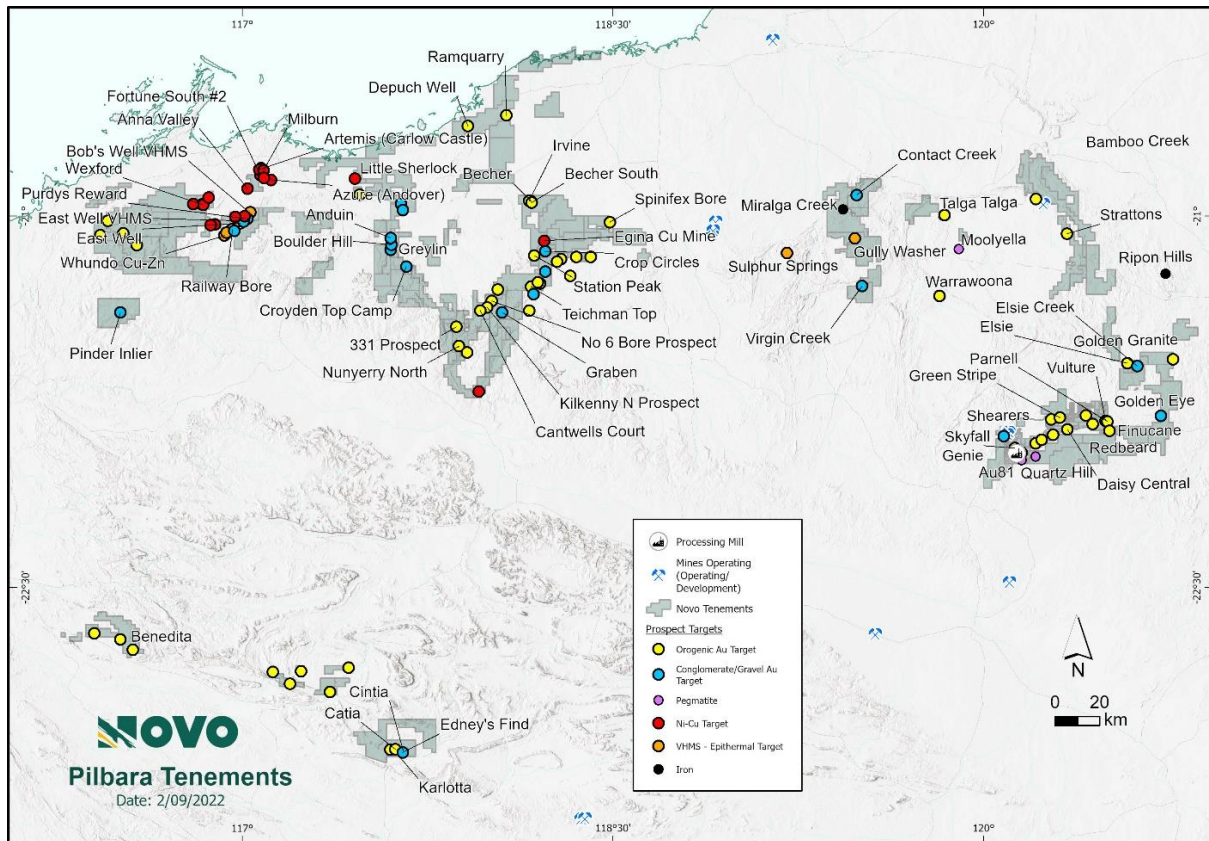 117°
118°30'
120°
Ramquarry
Depuch Well
Fortune South #2
Milburn
Anna Valley
Artemis (Carlow Castle)
Bob's Well VHMS
Wexford
Little Sherlock
Irvine
Becher
Becher South
Azure (Andover)
Purdys Reward
Anduin
East Well VHMS
Boulder Hill
Greylin
East Well
Whundo Cu-Zn
Railway Bore
Croyden Top Camp
Pinder Inlier
Spinifex Bore
Egina Cu Mine
Crop Circles
Station Peak
Teichman Top
No 6 Bore Prospect
331 Prospect
Graben
Nunyerry North
Kilkenny N Prospect
Cantwells Court
Bamboo Creek
Contact Creek
Miralga Creek
Talga Talga
Strattons
Gully Washer
Moolyella
Sulphur Springs
Ripon Hills
Warrawoona
Virgin Creek
Elsie Creek
Elsie
Golden Granite
Parnell
Vulture
Green Stripe
Golden Eye
Shearers
Finucane
Skyfall
Redbeard
Genie
Au81
Quartz Hill
Daisy Central
-21°
-21°
-22°30'
-22°30'
Benedita
Cintia
Catia
Edney's Find
Karlotta
NOVO
Pilbara Tenements
Date: 2/09/2022
Processing Mill
Mines Operating
(Operating/
Development)
Novo Tenements
Prospect Targets
Orogenic Au Target
Conglomerate/Gravel Au
Target
Pegmatite
Ni-Cu Target
VHMS - Epithermal Target
Iron
N
0 20
km
117°
118°30'
120°